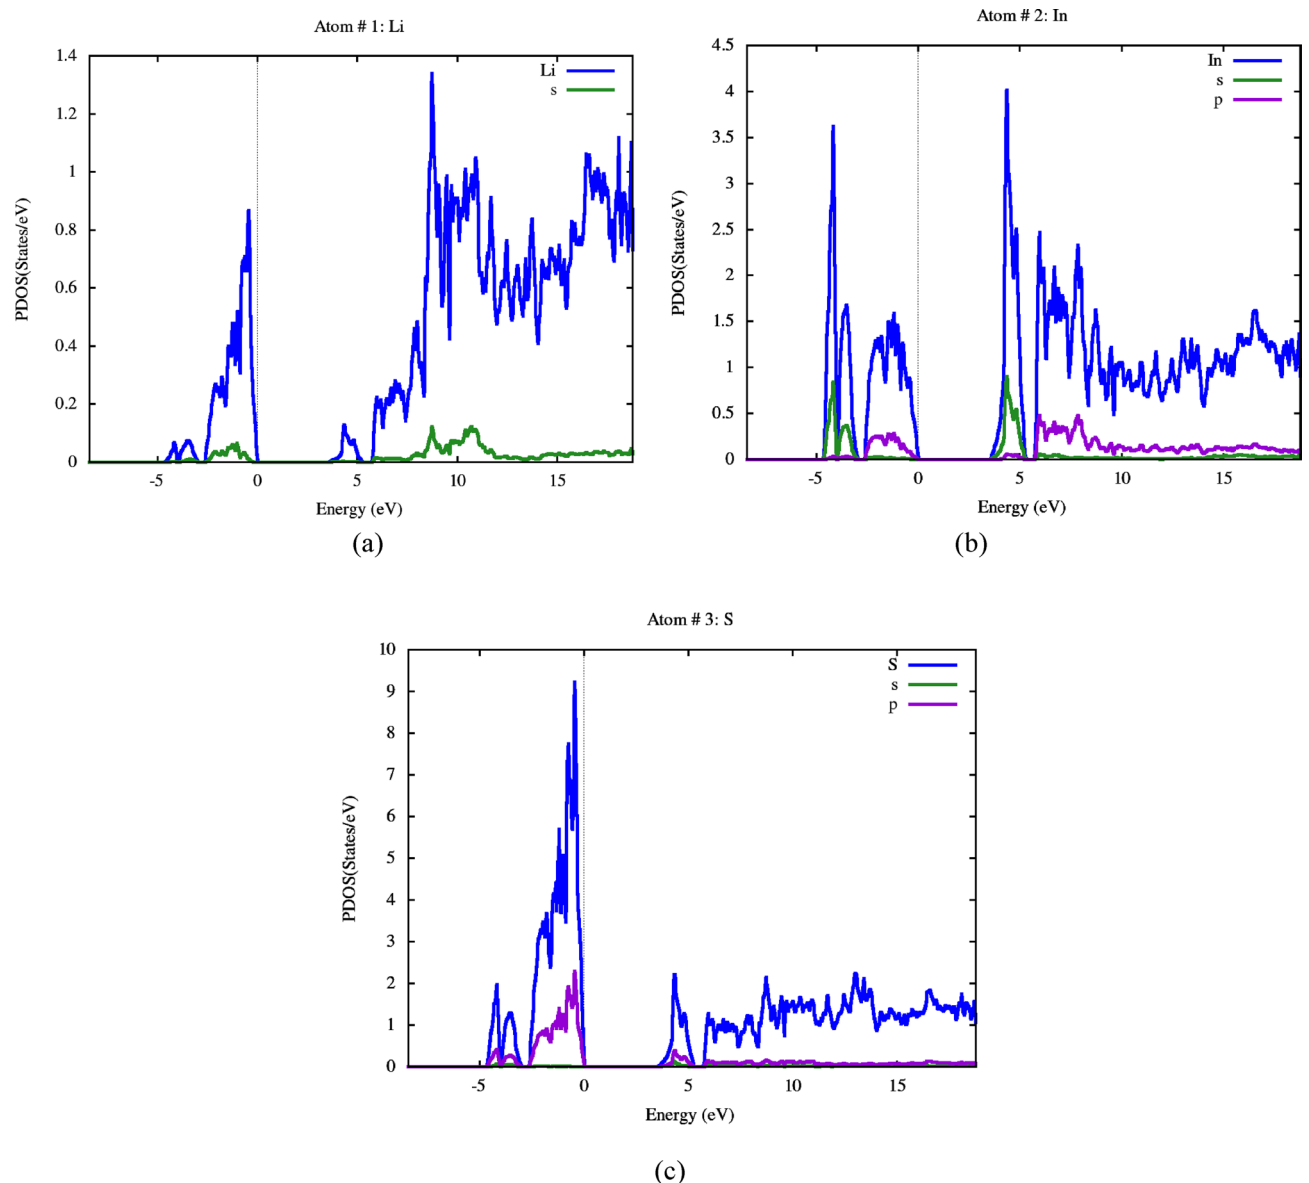 Atom # 1: Li
1.4
1.2
1
0.8
0.6
0.4
0.2
0
PDOS(States/eV)
Li
s
-5
0
5
10
15
Energy (eV)
(a)
Atom # 2: In
4.5
4
3.5
3
2.5
2
1.5
1
0.5
0
PDOS(States/eV)
In
s
p
-5
0
5
10
15
Energy (eV)
(b)
Atom # 3: S
10
9
8
7
6
5
4
3
2
1
0
PDOS(States/eV)
S
s
p
-5
0
5
10
15
Energy (eV)
(c)